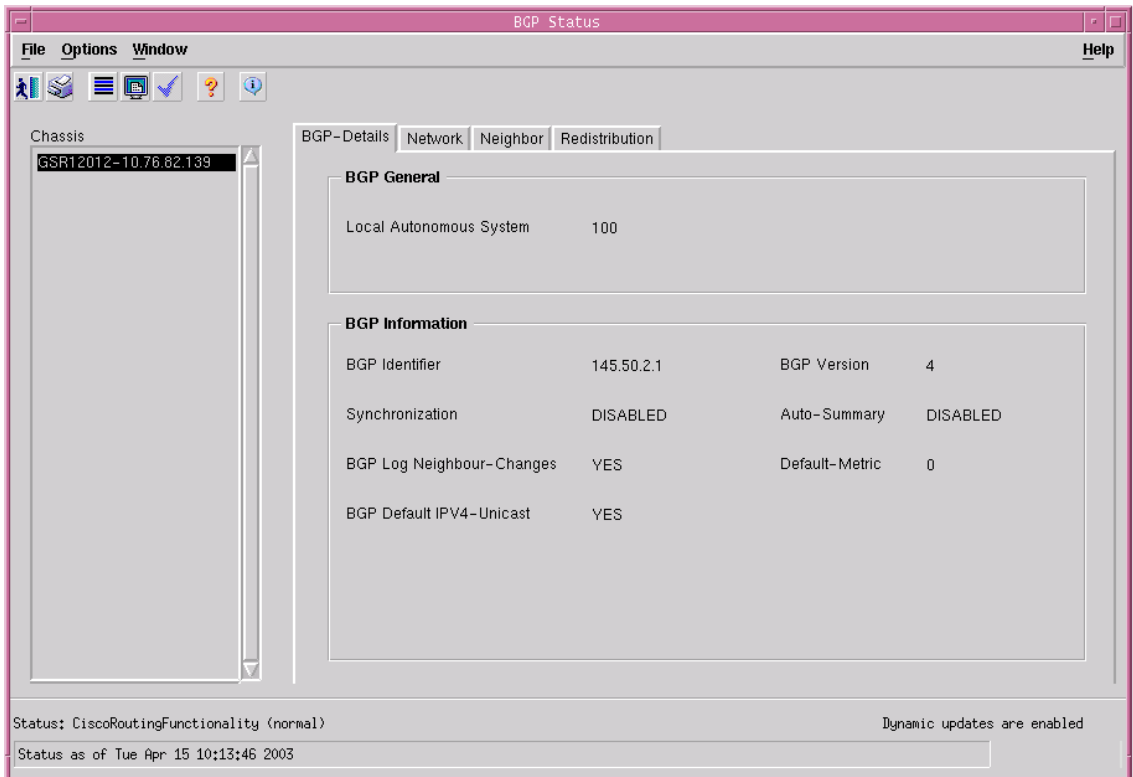 BGP Status
File Options Window Help
Chassis
GSR12012-10.76.82.139
BGP-Details Network Neighbor Redistribution
BGP General
Local Autonomous System 100
BGP Information
BGP Identifier 145.50.2.1 BGP Version 4
Synchronization DISABLED Auto-Summary DISABLED
BGP Log Neighbour-Changes YES Default-Metric 0
BGP Default IPV4-Unicast YES
Status: CiscoRoutingFunctionality (normal) Dynamic updates are enabled
Status as of Tue Apr 15 10:13:46 2003